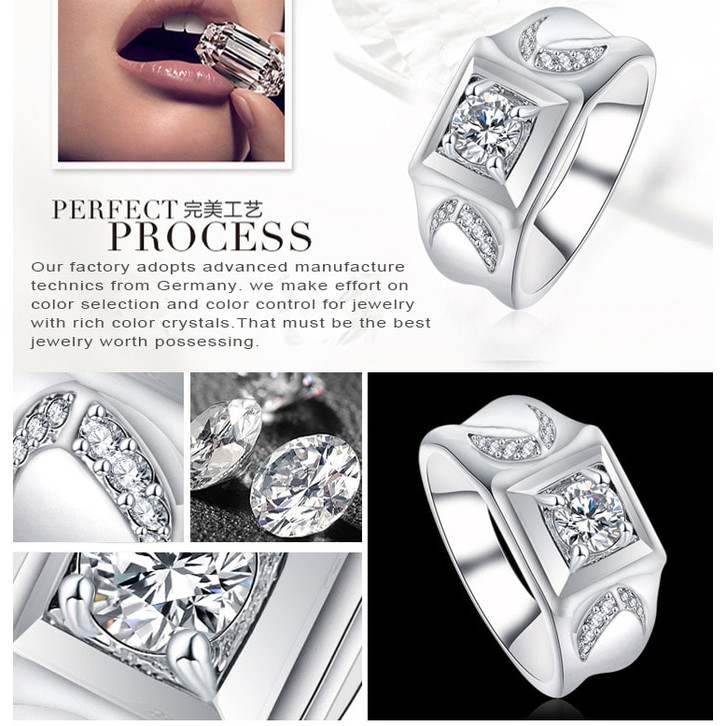 PERFECT 完美工艺
PROCESS
Our factory adopts advanced manufacture
technics from Germany. we make effort on
color selection and color control for jewelry
with rich color crystals.That must be the best
jewelry worth possessing.